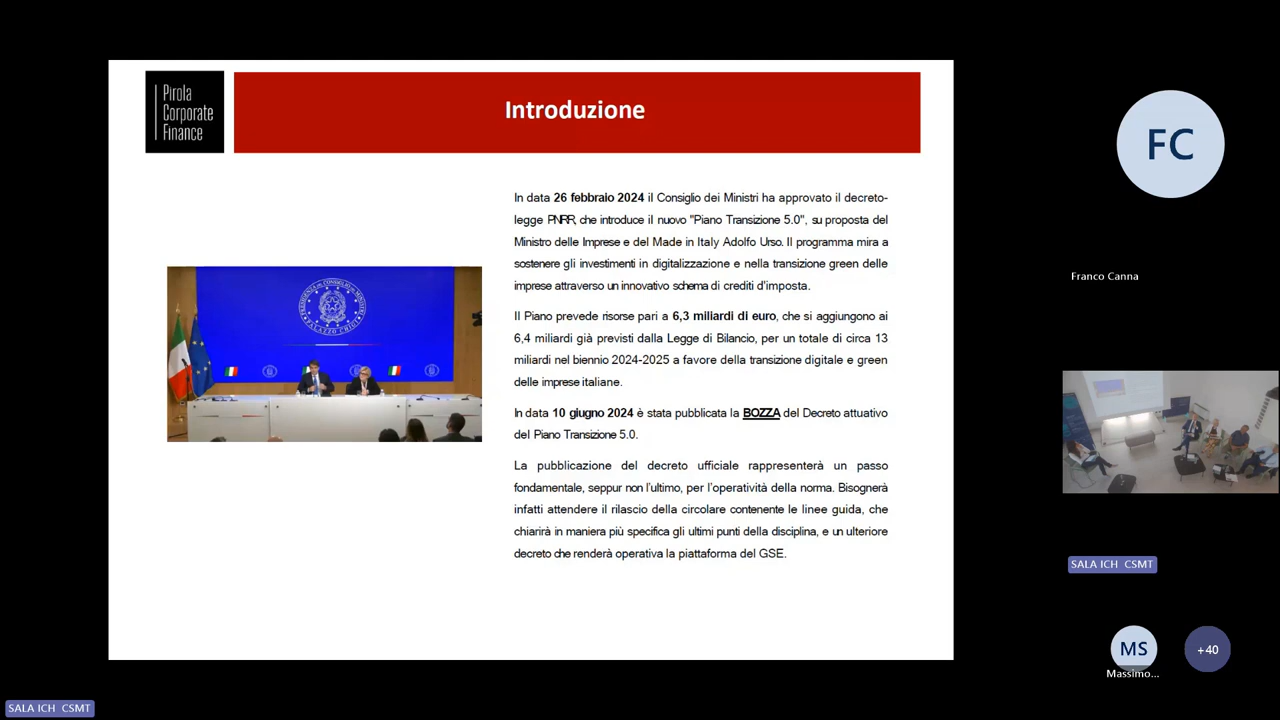 Pirola
Corporate
Finance
Introduzione
In data 26 febbraio 2024 il Consiglio dei Ministri ha approvato il decreto-
legge PNRR, che introduce il nuovo "Piano Transizione 5.0", su proposta del
Ministro delle Imprese e del Made in Italy Adolfo Urso. Il programma mira a
sostenere gli investimenti in digitalizzazione e nella transizione green delle
imprese attraverso un innovativo schema di crediti d'imposta.
Il Piano prevede risorse pari a 6,3 miliardi di euro, che si aggiungono ai
6,4 miliardi già previsti dalla Legge di Bilancio, per un totale di circa 13
miliardi nel biennio 2024-2025 a favore della transizione digitale e green
delle imprese italiane.
In data 10 giugno 2024 è stata pubblicata la BOZZA del Decreto attuativo
del Piano Transizione 5.0.
La pubblicazione del decreto ufficiale rappresenterà un passo
fondamentale, seppur non l'ultimo, per l'operatività della norma. Bisognerà
infatti attendere il rilascio della circolare contenente le linee guida, che
chiarirà in maniera più specifica gli ultimi punti della disciplina, e un ulteriore
decreto che renderà operativa la piattaforma del GSE.
PRESIDENZA DEL CONSIGLIO DEI MINISTRI
PALAZZO CHIGI
FC
Franco Canna
SALA ICH CSMT
MS
+40
Massimo...
SALA ICH CSMT